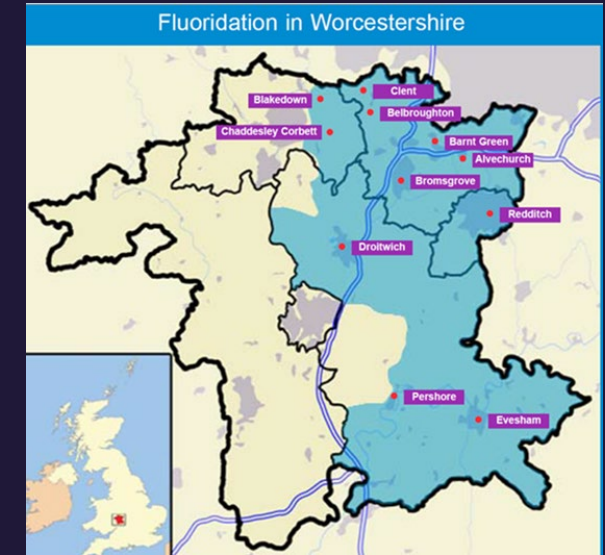 Fluoridation in Worcestershire
Clent
Blakedown
Belbroughton
Chaddesley Corbett
Barnt Green
Alvechurch
Bromsgrove
Redditch
Droitwich
Pershore
Evesham